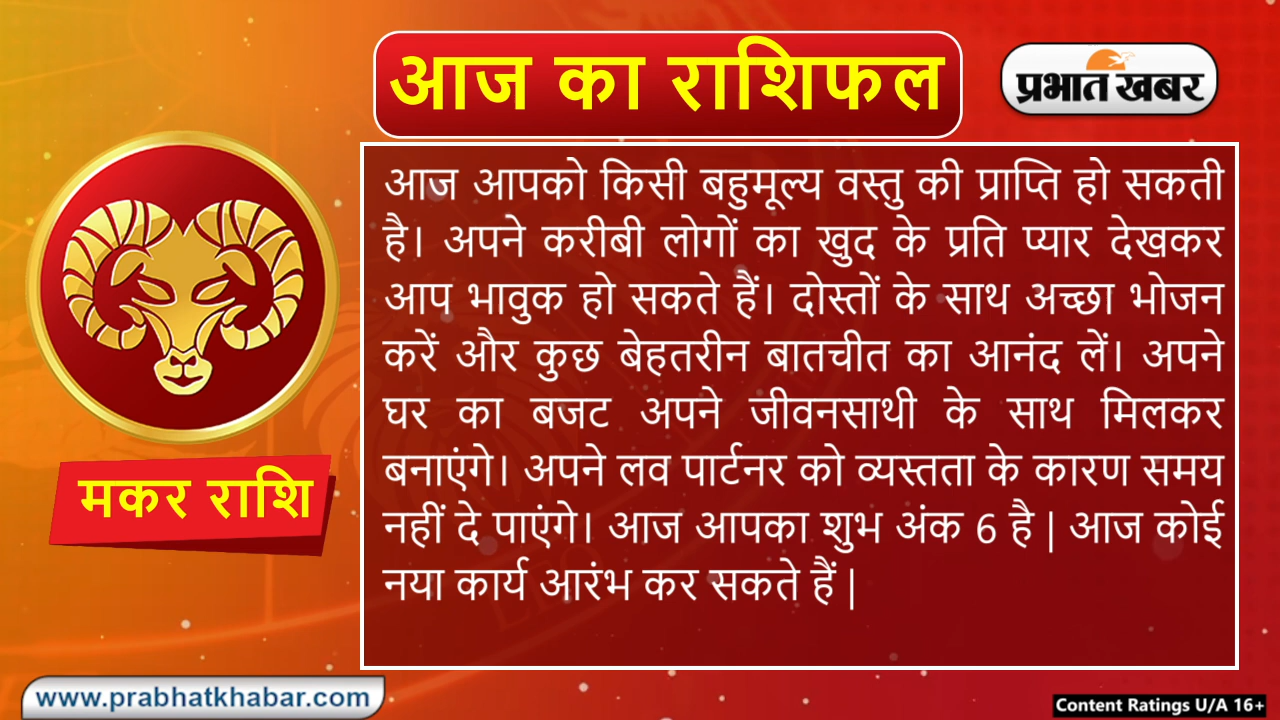 आज का राशिफल
प्रभात खबर
आज आपको किसी बहुमूल्य वस्तु की प्राप्ति हो सकती
है। अपने करीबी लोगों का खुद के प्रति प्यार देखकर
आप भावुक हो सकते हैं। दोस्तों के साथ अच्छा भोजन
करें और कुछ बेहतरीन बातचीत का आनंद लें। अपने
घर का बजट अपने जीवनसाथी के साथ मिलकर
बनाएंगे। अपने लव पार्टनर को व्यस्तता के कारण समय
नहीं दे पाएंगे। आज आपका शुभ अंक 6 है | आज कोई
नया कार्य आरंभ कर सकते हैं |
मकर राशि
www.prabhatkhabar.com
Content Ratings U/A 16+